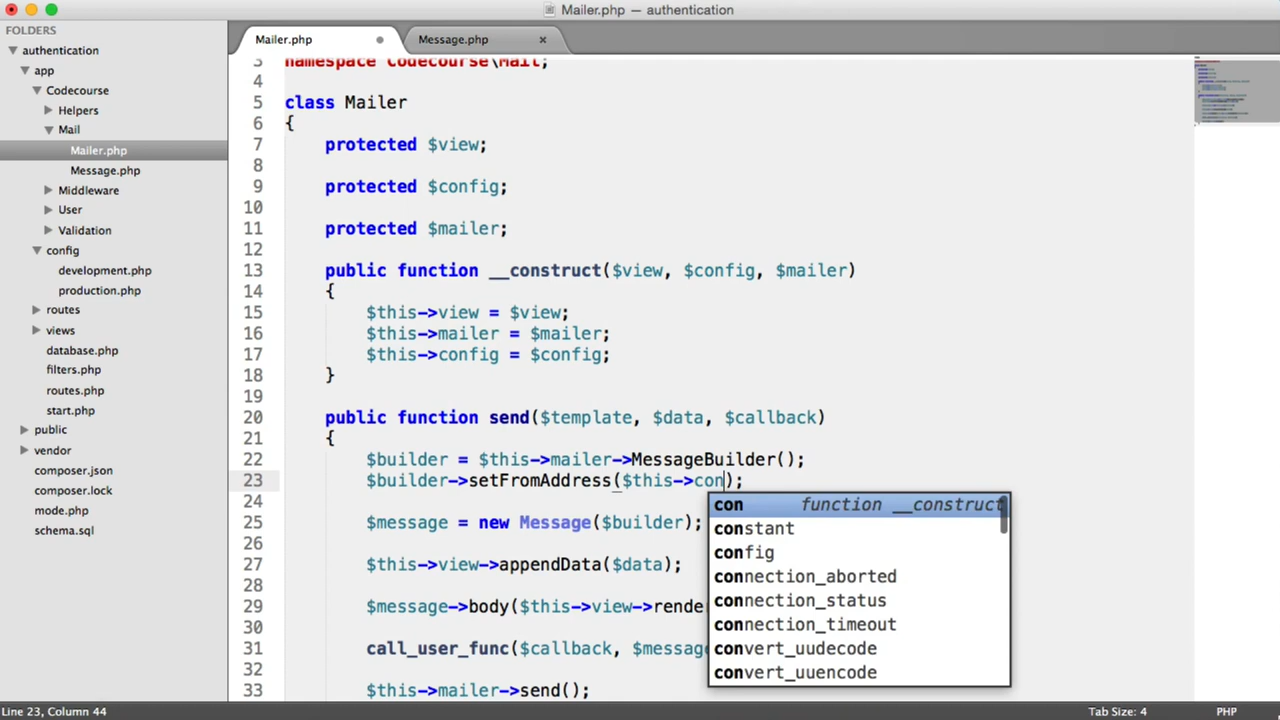 Mailer.php — authentication
FOLDERS
authentication
app
Codecourse
Helpers
Mail
Mailer.php
Message.php
Middleware
User
Validation
config
development.php
production.php
routes
views
database.php
filters.php
routes.php
start.php
public
vendor
composer.json
composer.lock
mode.php
schema.sql
Mailer.php
Message.php
3 namespace Codecourse\Mail;
4
5 class Mailer
6 {
7 protected $view;
8
9 protected $config;
10
11 protected $mailer;
12
13 public function __construct($view, $config, $mailer)
14 {
15 $this->view = $view;
16 $this->mailer = $mailer;
17 $this->config = $config;
18 }
19
20 public function send($template, $data, $callback)
21 {
22 $builder = $this->mailer->MessageBuilder();
23 $builder->setFromAddress($this->con);
24
25 $message = new Message($builder);
26
27 $this->view->appendData($data);
28
29 $message->body($this->view->rende
30
31 call_user_func($callback, $messag
32
33 $this->mailer->send();
con function __construct
constant
config
connection_aborted
connection_status
connection_timeout
convert_uudecode
convert_uuencode
Line 23, Column 44
Tab Size: 4
PHP